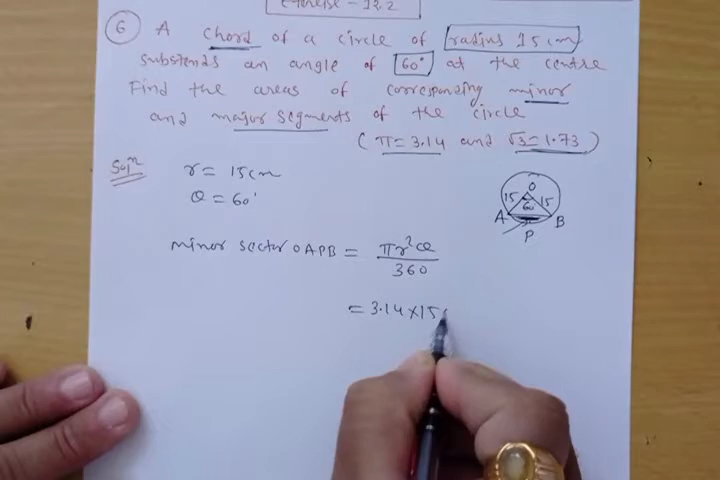 Exercise - 12.2
6 A chord of a circle of radius 15 cm
substends an angle of 60° at the centre
Find the areas of corresponding minor
and major segments of the circle
(π = 3.14 and √3 = 1.73)
Solⁿ r = 15cm
θ = 60°
O
15 60 15
A B
P
minor sector OAPB = πr²θ / 360
= 3.14×15